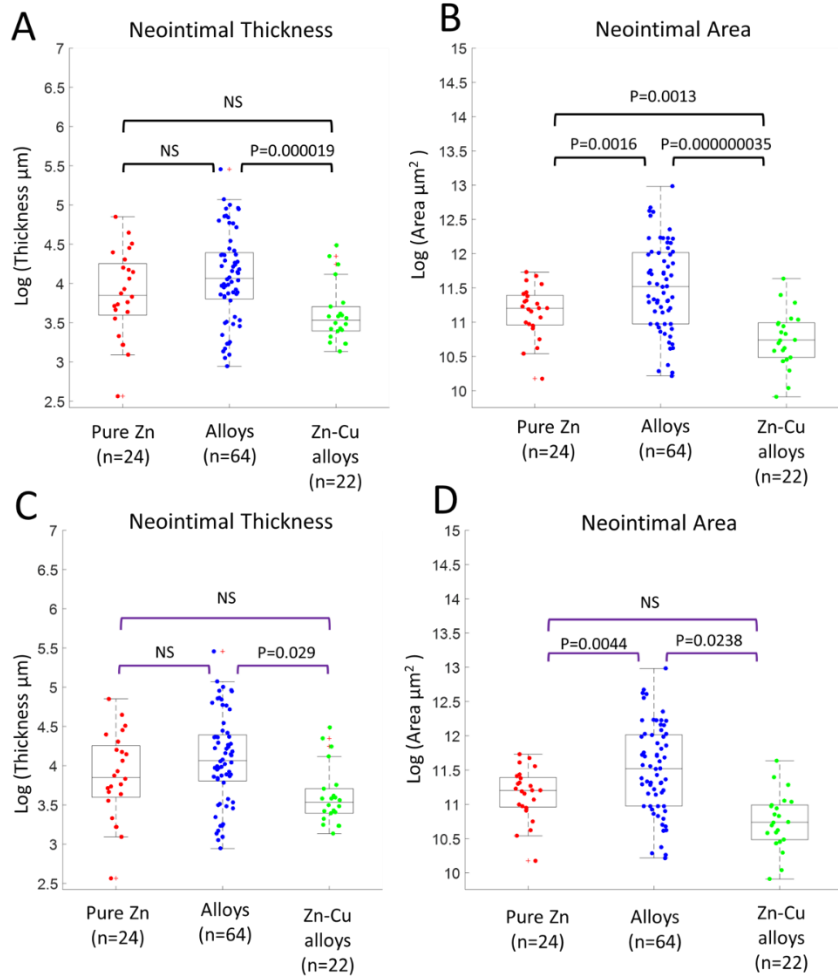 A
Neointimal Thickness
Log (Thickness µm)
7
6.5
6
5.5
5
4.5
4
3.5
3
2.5
NS
NS
P=0.000019
Pure Zn
(n=24)
Alloys
(n=64)
Zn-Cu
alloys
(n=22)
B
Neointimal Area
Log (Area µm²)
15
14.5
14
13.5
13
12.5
12
11.5
11
10.5
10
P=0.0013
P=0.0016
P=0.000000035
Pure Zn
(n=24)
Alloys
(n=64)
Zn-Cu
alloys
(n=22)
C
Neointimal Thickness
Log (Thickness µm)
7
6.5
6
5.5
5
4.5
4
3.5
3
2.5
NS
NS
P=0.029
Pure Zn
(n=24)
Alloys
(n=64)
Zn-Cu
alloys
(n=22)
D
Neointimal Area
Log (Area µm²)
15
14.5
14
13.5
13
12.5
12
11.5
11
10.5
10
NS
P=0.0044
P=0.0238
Pure Zn
(n=24)
Alloys
(n=64)
Zn-Cu
alloys
(n=22)